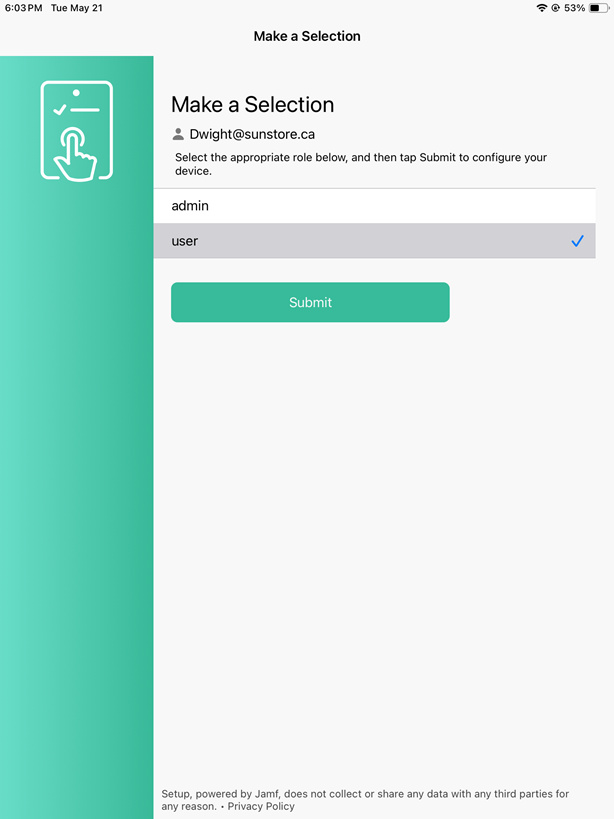 6:03 PM Tue May 21
53%
Make a Selection
Make a Selection
Dwight@sunstore.ca
Select the appropriate role below, and then tap Submit to configure your
device.
admin
user
Submit
Setup, powered by Jamf, does not collect or share any data with any third parties for
any reason. • Privacy Policy